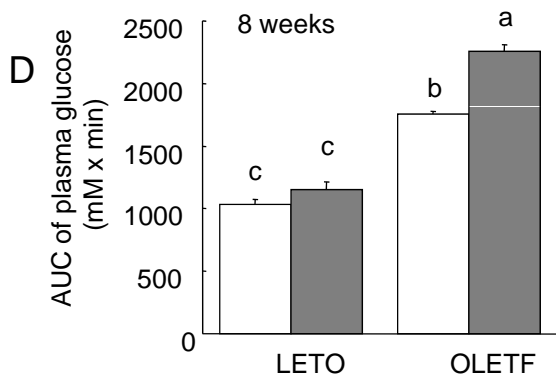 D
AUC of plasma glucose
(mM x min)
8 weeks
2500
2000
1500
1000
500
0
c
c
b
a
LETO
OLETF